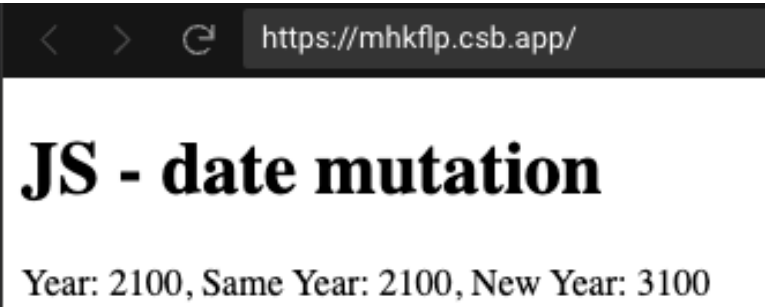 https://mhkflp.csb.app/
JS - date mutation
Year: 2100, Same Year: 2100, New Year: 3100